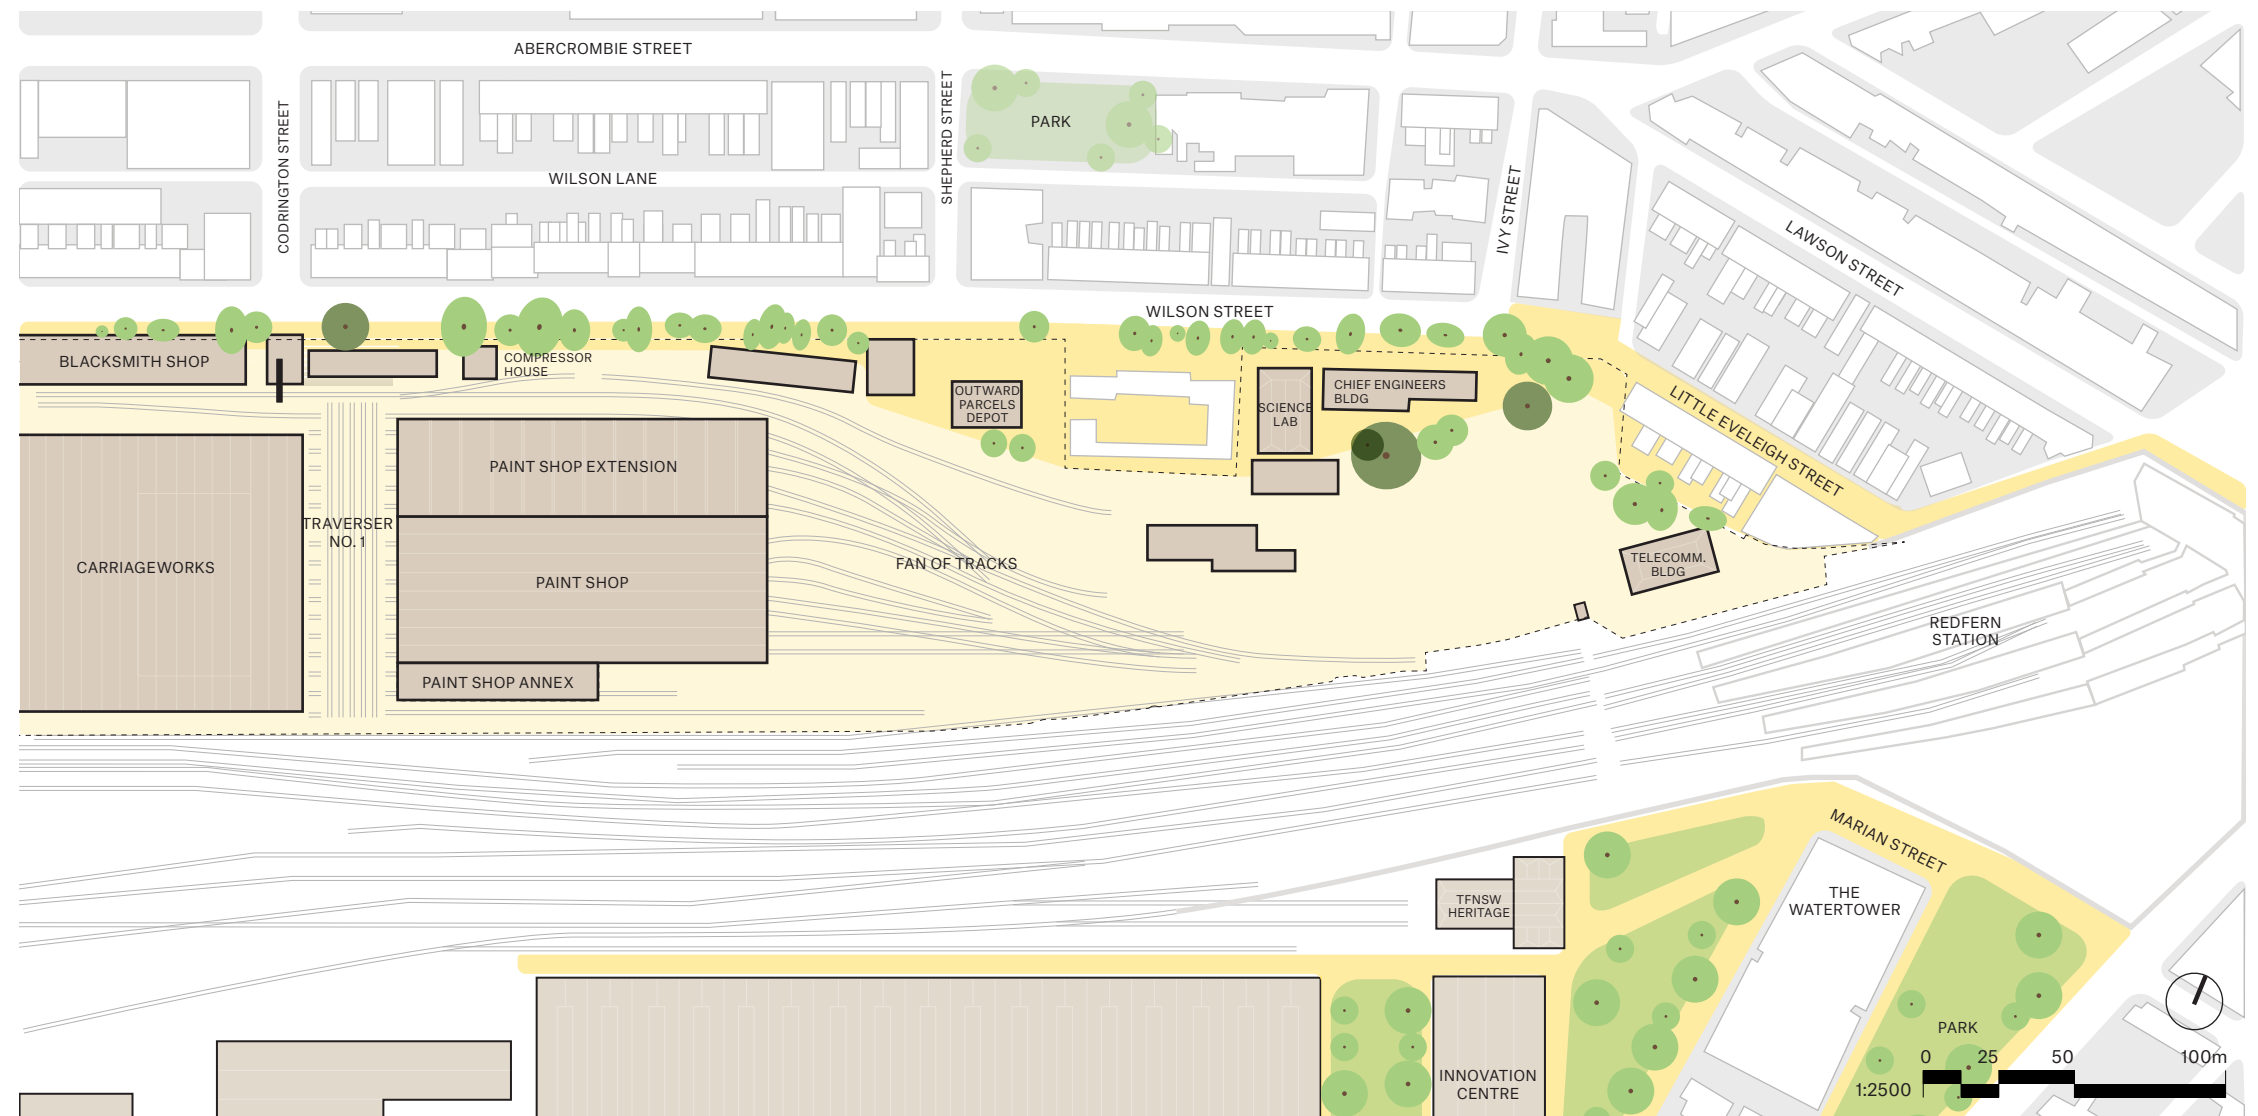 ABERCROMBIE STREET
CODRINGTON STREET
SHEPHERD STREET
PARK
WILSON LANE
IVY STREET
LAWSON STREET
WILSON STREET
BLACKSMITH SHOP
COMPRESSOR
HOUSE
OUTWARD
PARCELS
DEPOT
SCIENCE
LAB
CHIEF ENGINEERS
BLDG
LITTLE EVELEIGH STREET
PAINT SHOP EXTENSION
TRAVERSER
NO. 1
CARRIAGEWORKS
PAINT SHOP
FAN OF TRACKS
TELECOMM.
BLDG
REDFERN
STATION
PAINT SHOP ANNEX
MARIAN STREET
THE
WATERTOWER
TFNSW
HERITAGE
PARK
INNOVATION
CENTRE
0 25 50 100m
1:2500